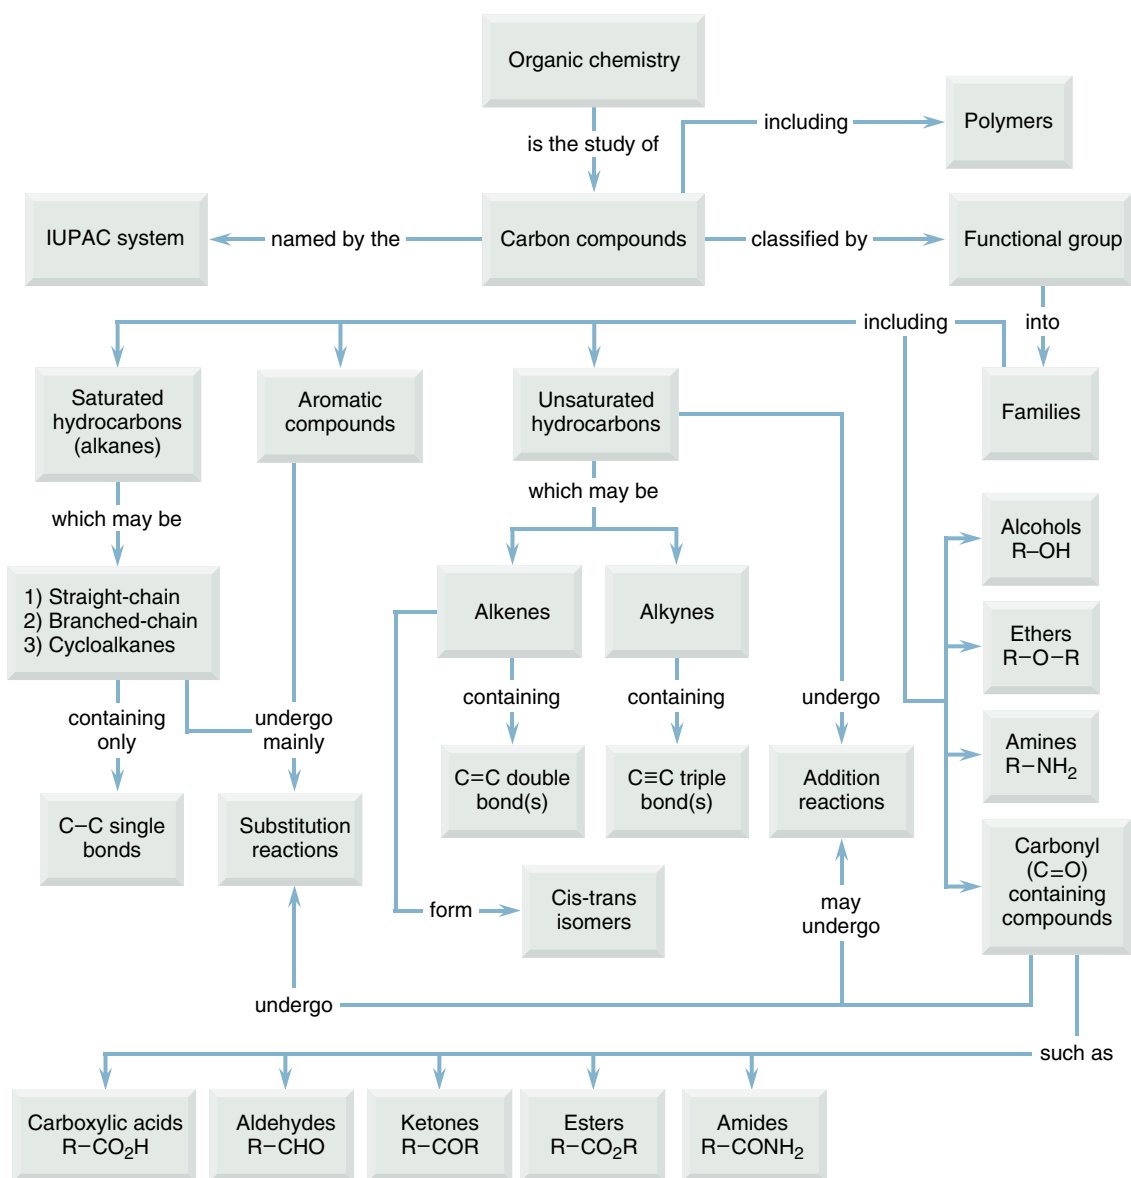 Organic chemistry
including
Polymers
is the study of
IUPAC system
named by the
Carbon compounds
classified by
Functional group
including
into
Saturated
hydrocarbons
(alkanes)
Aromatic
compounds
Unsaturated
hydrocarbons
Families
which may be
which may be
Alcohols
R–OH
1) Straight-chain
2) Branched-chain
3) Cycloalkanes
Alkenes
Alkynes
Ethers
R–O–R
containing
only
undergo
mainly
containing
containing
undergo
Amines
R–NH₂
C–C single
bonds
Substitution
reactions
C=C double
bond(s)
C≡C triple
bond(s)
Addition
reactions
Carbonyl
(C=O)
containing
compounds
form
Cis-trans
isomers
may
undergo
undergo
such as
Carboxylic acids
R–CO₂H
Aldehydes
R–CHO
Ketones
R–COR
Esters
R–CO₂R
Amides
R–CONH₂